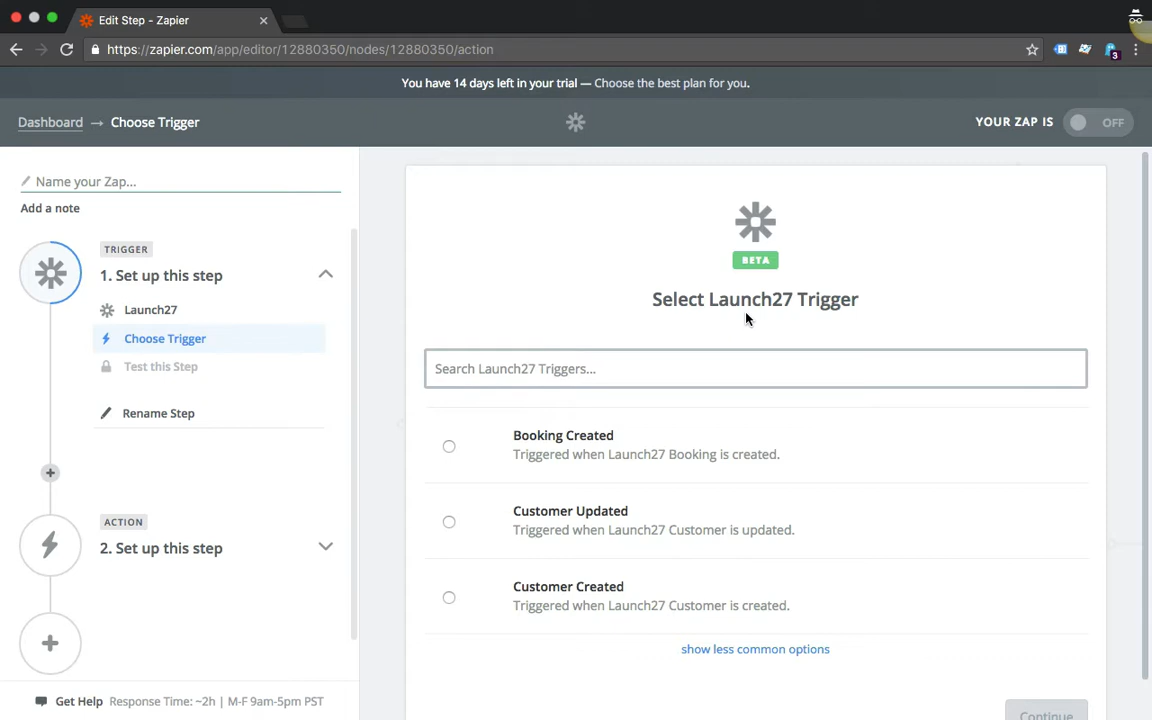 Edit Step - Zapier
https://zapier.com/app/editor/12880350/nodes/12880350/action
3
You have 14 days left in your trial — Choose the best plan for you.
Dashboard → Choose Trigger
YOUR ZAP IS OFF
Name your Zap...
Add a note
TRIGGER
1. Set up this step
Launch27
Choose Trigger
Test this Step
Rename Step
ACTION
2. Set up this step
Get Help Response Time: ~2h | M-F 9am-5pm PST
BETA
Select Launch27 Trigger
Search Launch27 Triggers...
Booking Created
Triggered when Launch27 Booking is created.
Customer Updated
Triggered when Launch27 Customer is updated.
Customer Created
Triggered when Launch27 Customer is created.
show less common options
Continue